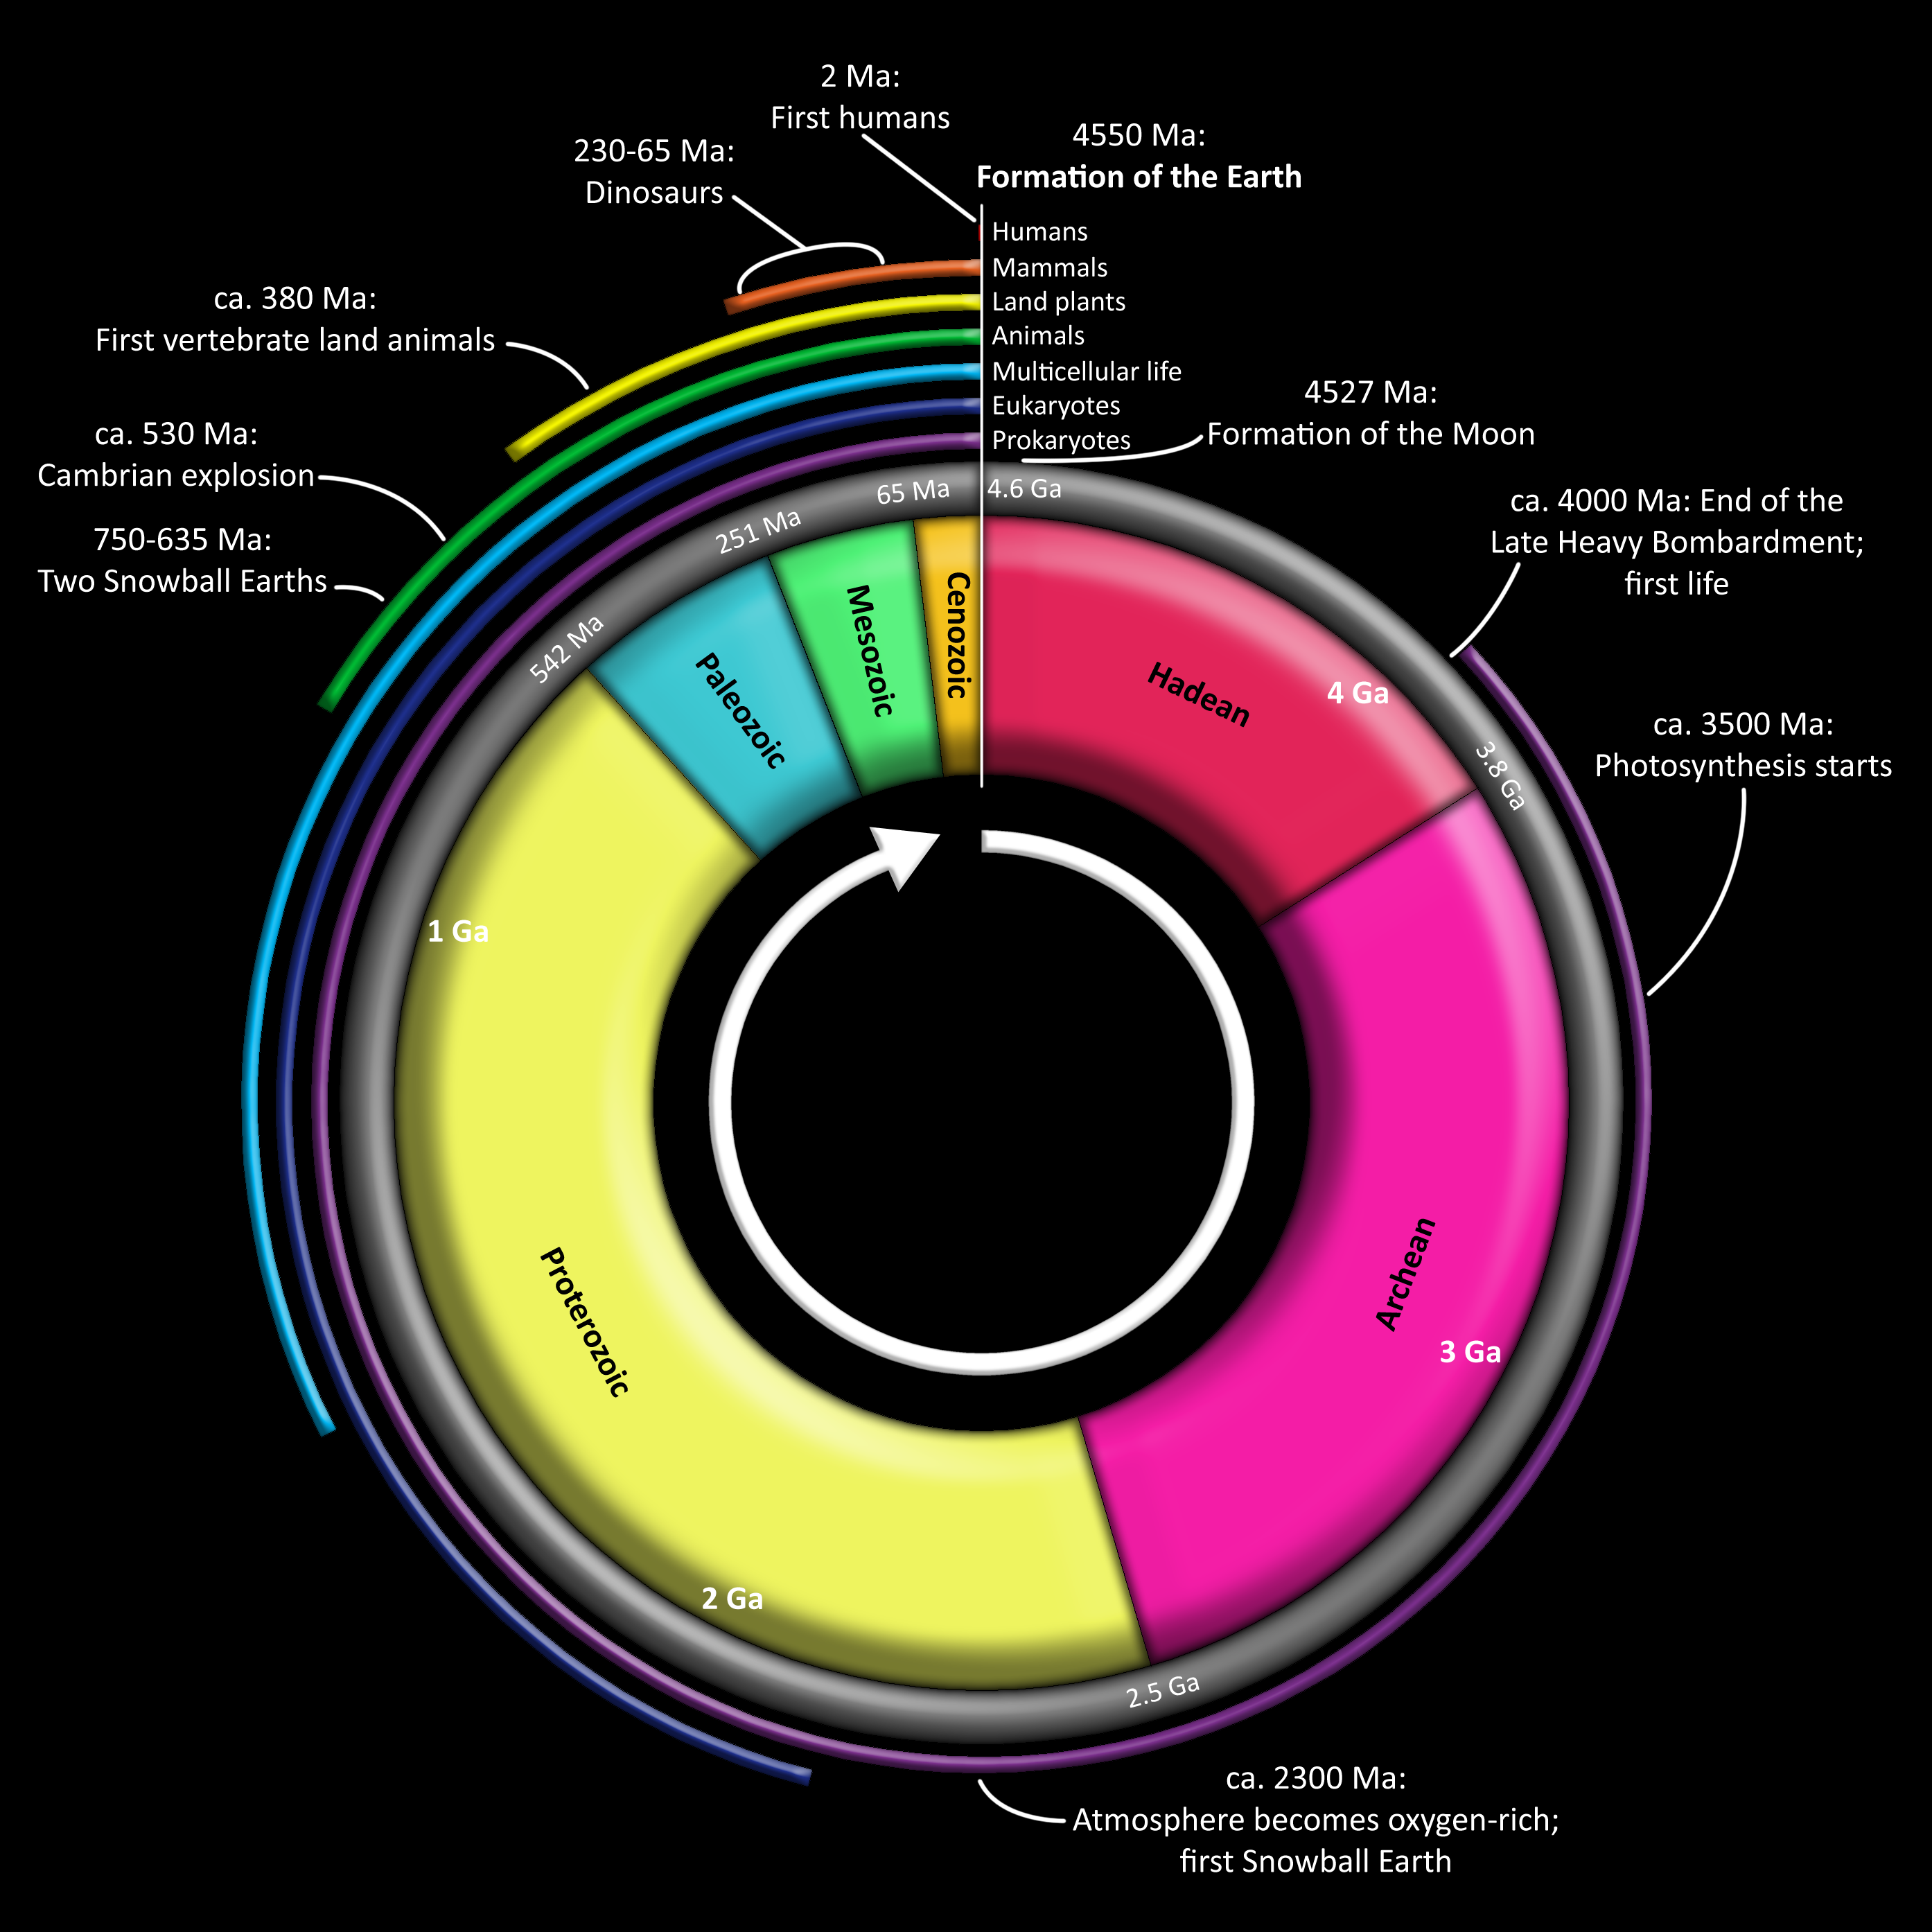 2 Ma:
First humans
4550 Ma:
Formation of the Earth
230-65 Ma:
Dinosaurs
Humans
Mammals
Land plants
Animals
Multicellular life
Eukaryotes
Prokaryotes
ca. 380 Ma:
First vertebrate land animals
4527 Ma:
Formation of the Moon
ca. 530 Ma:
Cambrian explosion
750-635 Ma:
Two Snowball Earths
ca. 4000 Ma: End of the
Late Heavy Bombardment;
first life
ca. 3500 Ma:
Photosynthesis starts
4.6 Ga
65 Ma
251 Ma
542 Ma
3.8 Ga
2.5 Ga
Cenozoic
Mesozoic
Paleozoic
Hadean
4 Ga
1 Ga
Archean
3 Ga
Proterozoic
2 Ga
ca. 2300 Ma:
Atmosphere becomes oxygen-rich;
first Snowball Earth